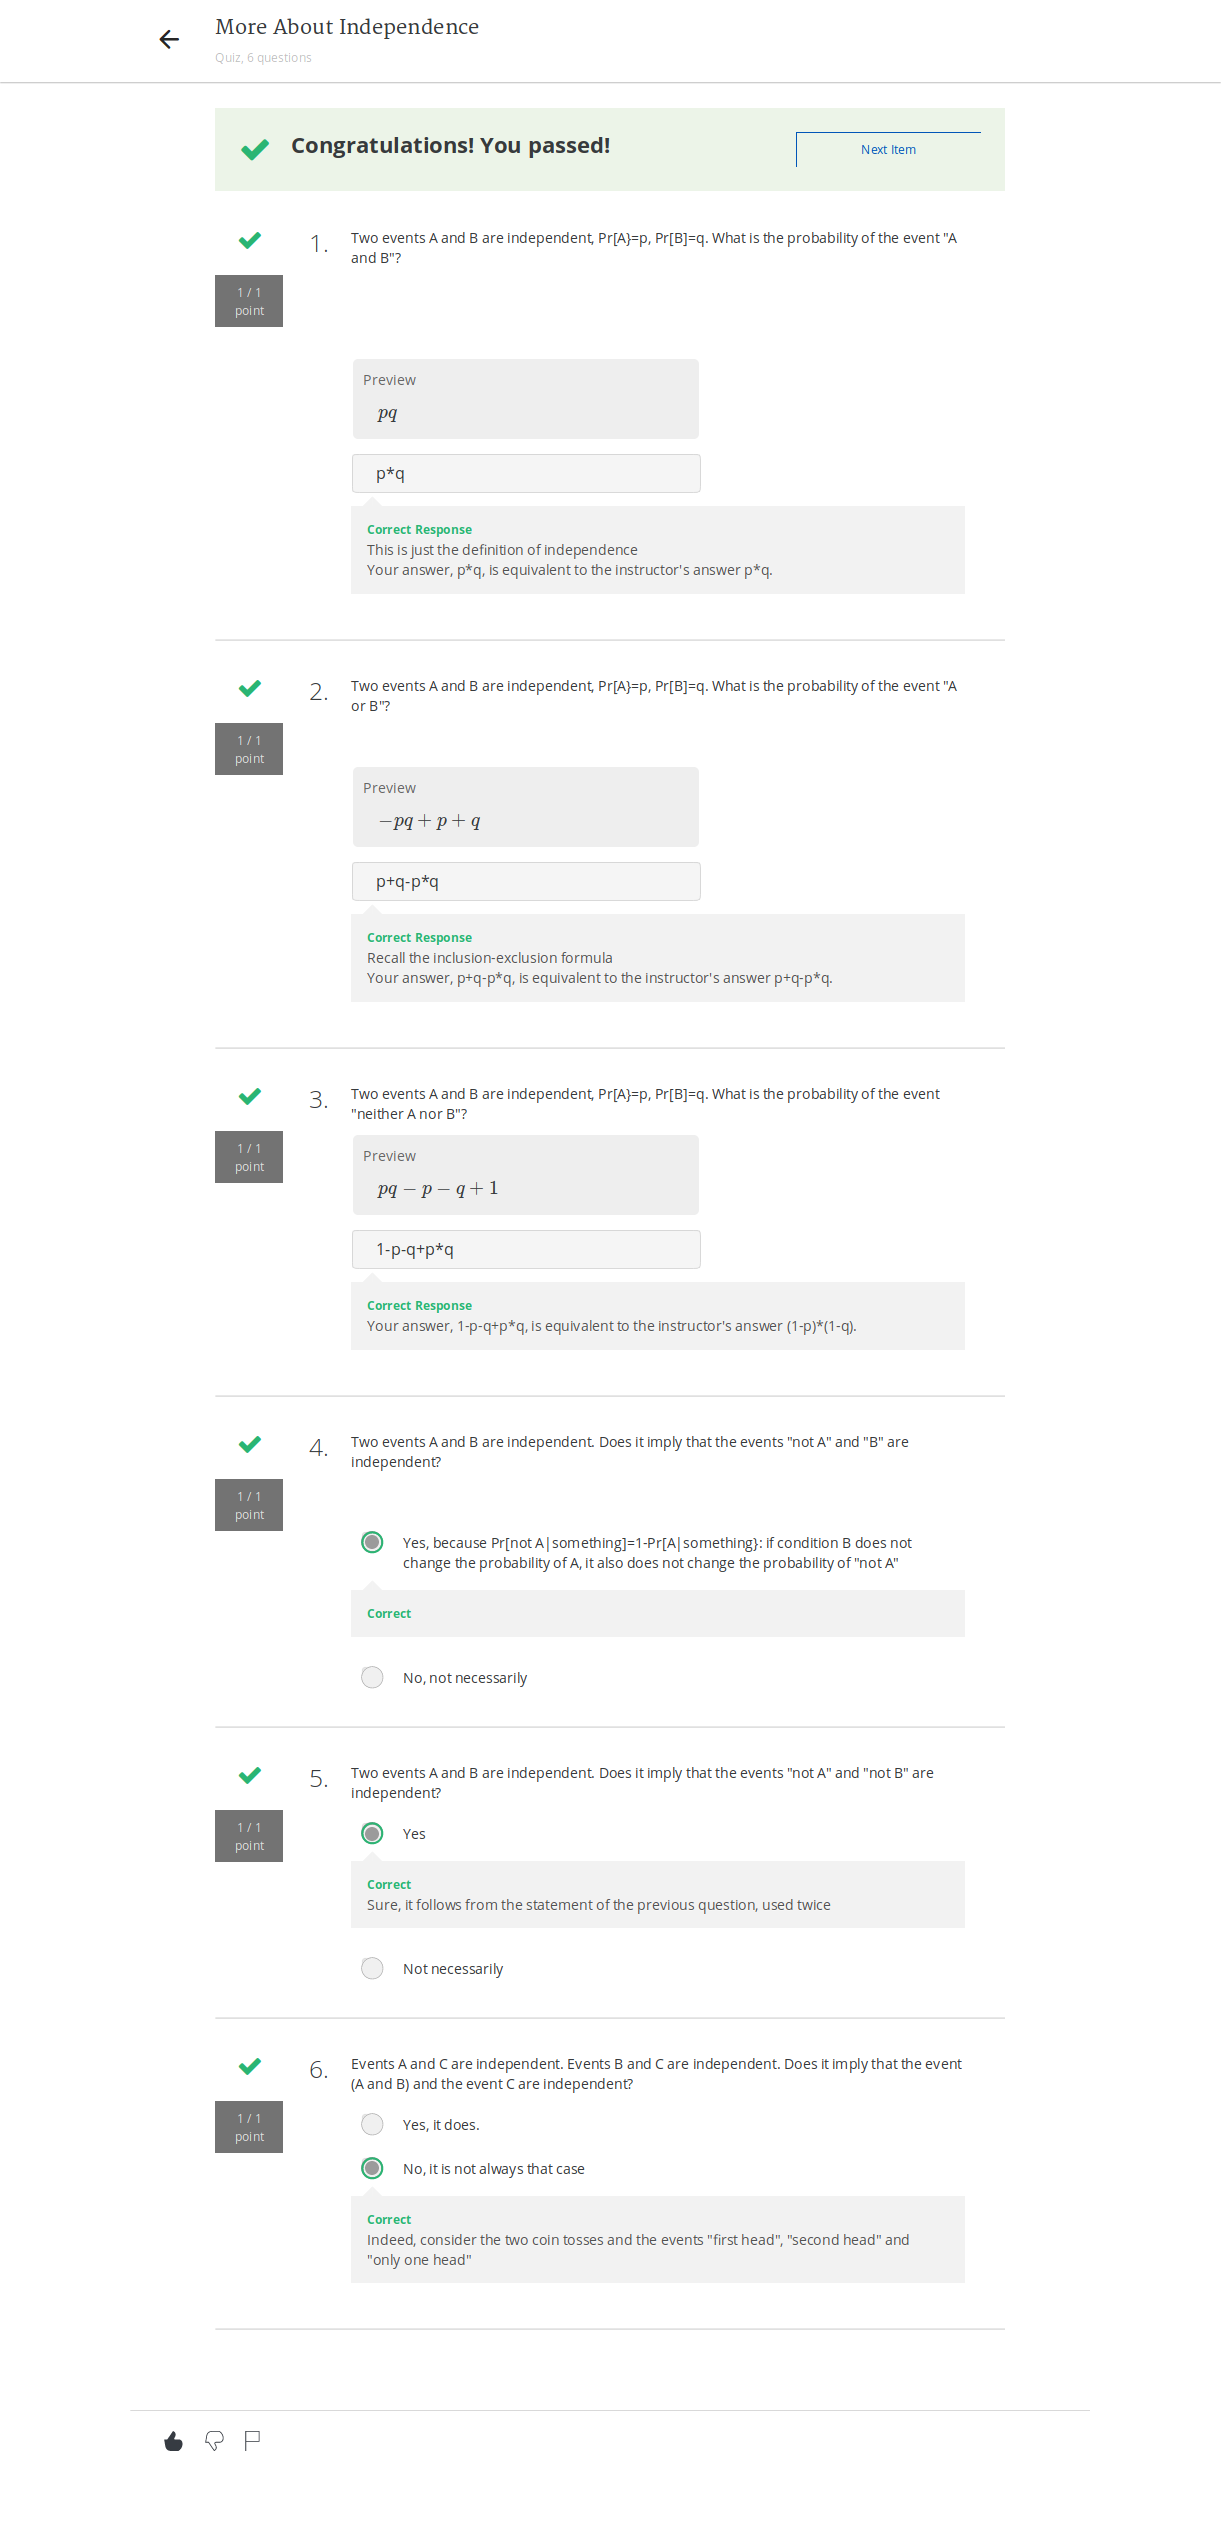 More About Independence
Quiz, 6 questions
Congratulations! You passed!
Next Item
1 / 1
point
1.
Two events A and B are independent, Pr[A}=p, Pr[B]=q. What is the probability of the event "A
and B"?
Preview
pq
p*q
Correct Response
This is just the definition of independence
Your answer, p*q, is equivalent to the instructor's answer p*q.
1 / 1
point
2.
Two events A and B are independent, Pr[A}=p, Pr[B]=q. What is the probability of the event "A
or B"?
Preview
−pq + p + q
p+q-p*q
Correct Response
Recall the inclusion-exclusion formula
Your answer, p+q-p*q, is equivalent to the instructor's answer p+q-p*q.
1 / 1
point
3.
Two events A and B are independent, Pr[A}=p, Pr[B]=q. What is the probability of the event
"neither A nor B"?
Preview
pq − p − q + 1
1-p-q+p*q
Correct Response
Your answer, 1-p-q+p*q, is equivalent to the instructor's answer (1-p)*(1-q).
1 / 1
point
4.
Two events A and B are independent. Does it imply that the events "not A" and "B" are
independent?
Yes, because Pr[not A|something]=1-Pr[A|something}: if condition B does not
change the probability of A, it also does not change the probability of "not A"
Correct
No, not necessarily
1 / 1
point
5.
Two events A and B are independent. Does it imply that the events "not A" and "not B" are
independent?
Yes
Correct
Sure, it follows from the statement of the previous question, used twice
Not necessarily
1 / 1
point
6.
Events A and C are independent. Events B and C are independent. Does it imply that the event
(A and B) and the event C are independent?
Yes, it does.
No, it is not always that case
Correct
Indeed, consider the two coin tosses and the events "first head", "second head" and
"only one head"